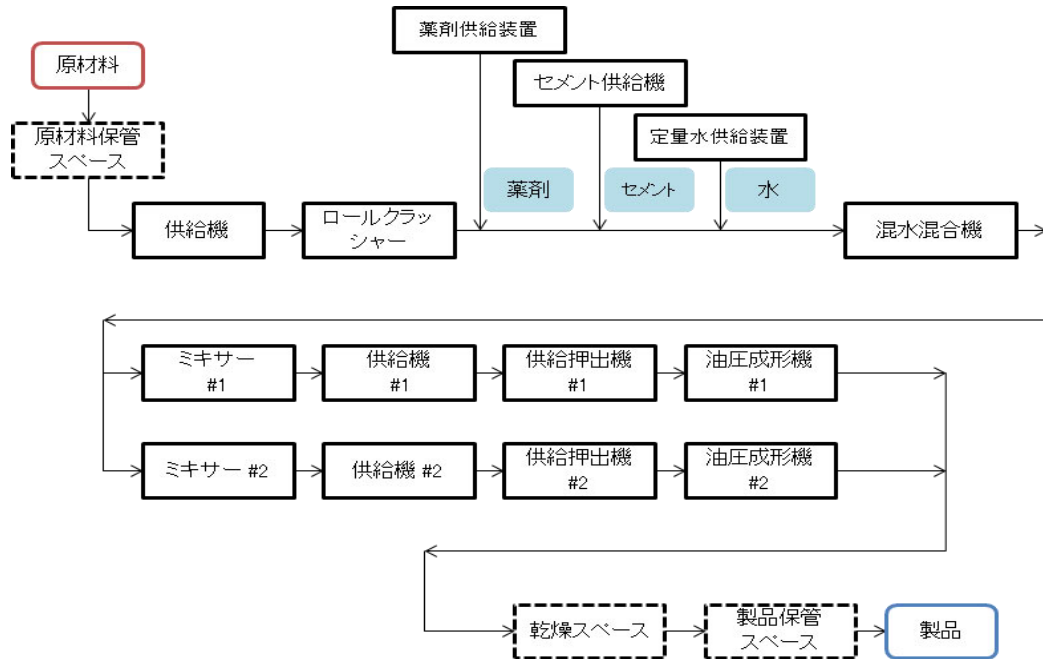 薬剤供給装置
原材料
セメント供給機
原材料保管
スペース
定量水供給装置
薬剤
セメント
水
供給機
ロールクラッ
シャー
混水混合機
ミキサー
#1
供給機
#1
供給押出機
#1
油圧成形機
#1
ミキサー #2
供給機 #2
供給押出機
#2
油圧成形機
#2
乾燥スペース
製品保管
スペース
製品